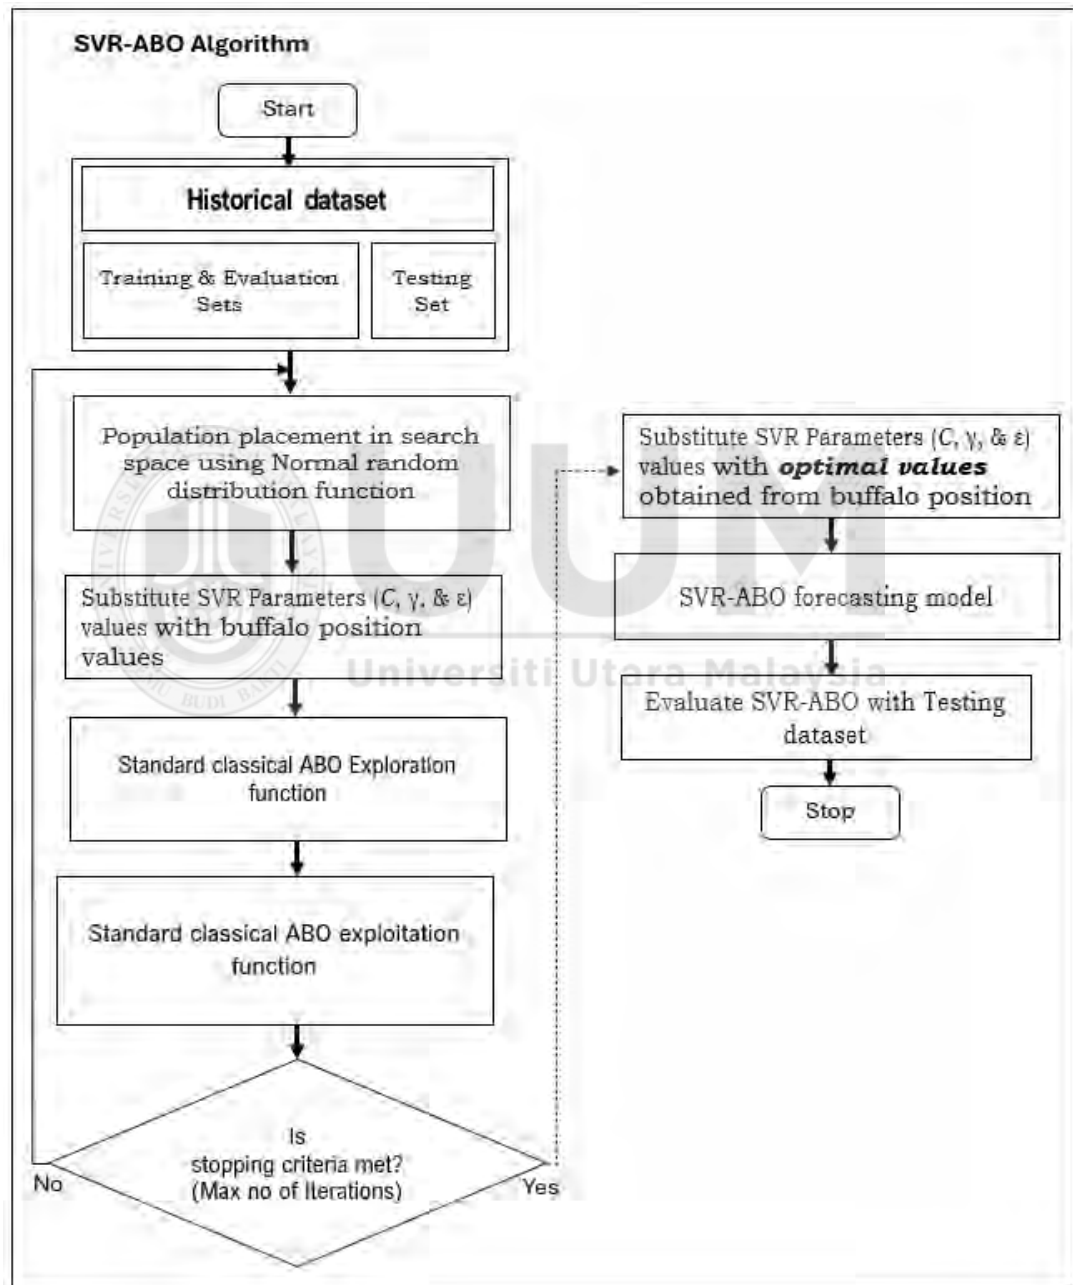 SVR-ABO Algorithm
Start
Historical dataset
Training & Evaluation
Sets
Testing
Set
Population placement in search
space using Normal random
distribution function
Substitute SVR Parameters (C, γ, & ε)
values with buffalo position
values
Standard classical ABO Exploration
function
Standard classical ABO exploitation
function
Is
stopping criteria met?
(Max no of Iterations)
No
Yes
Substitute SVR Parameters (C, γ, & ε)
values with optimal values
obtained from buffalo position
SVR-ABO forecasting model
Evaluate SVR-ABO with Testing
dataset
Stop
UUM
Universiti Utara Malaysia
BUDI